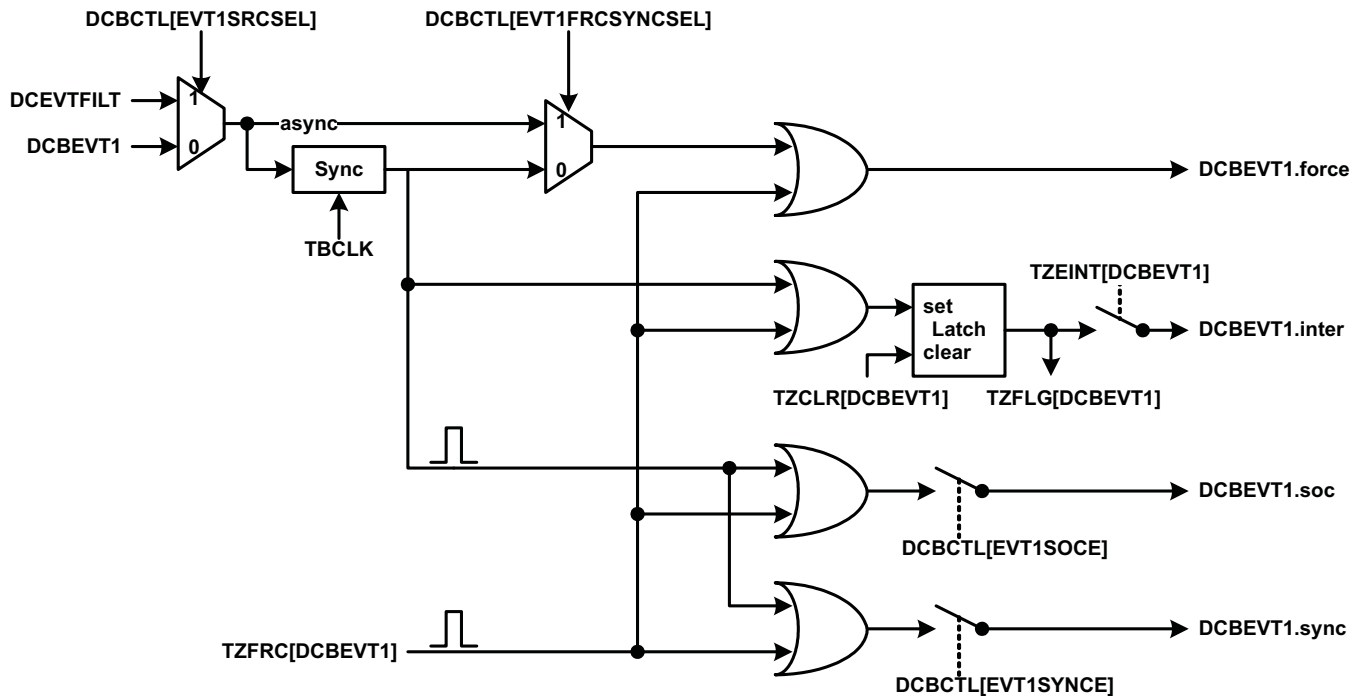 DCBCTL[EVT1SRCSEL]
DCBCTL[EVT1FRCSYNCSEL]
DCEVTFILT
1
async
1
DCBEVT1
0
Sync
0
DCBEVT1.force
TBCLK
TZEINT[DCBEVT1]
set
Latch
clear
DCBEVT1.inter
TZCLR[DCBEVT1]
TZFLG[DCBEVT1]
DCBEVT1.soc
DCBCTL[EVT1SOCE]
TZFRC[DCBEVT1]
DCBEVT1.sync
DCBCTL[EVT1SYNCE]